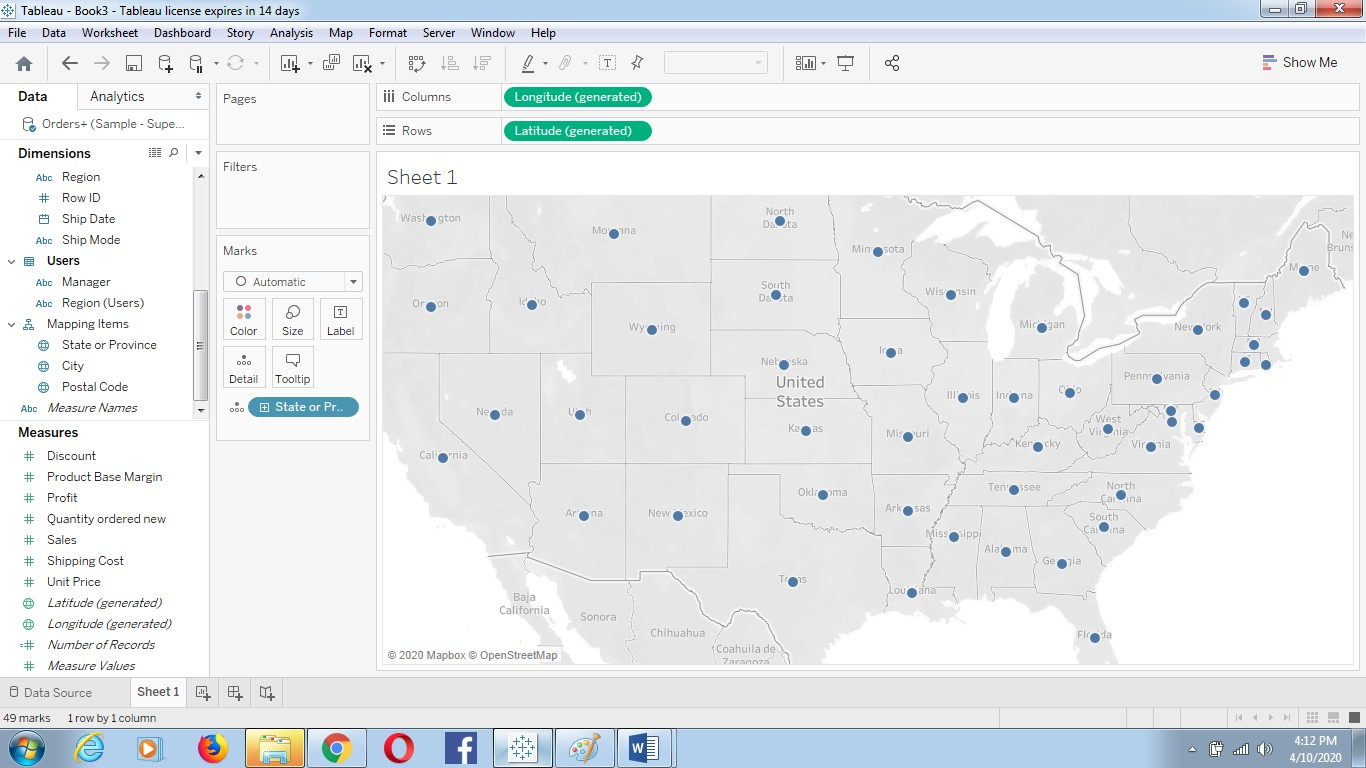 Tableau - Book3 - Tableau license expires in 14 days
File Data Worksheet Dashboard Story Analysis Map Format Server Window Help
Show Me
Data Analytics
Orders+ (Sample - Supe...
Dimensions
Abc Region
Row ID
Ship Date
Abc Ship Mode
Users
Abc Manager
Abc Region (Users)
Mapping Items
State or Province
City
Postal Code
Abc Measure Names
Measures
Discount
Product Base Margin
Profit
Quantity ordered new
Sales
Shipping Cost
Unit Price
Latitude (generated)
Longitude (generated)
Number of Records
Measure Values
Pages
Filters
Marks
Automatic
Color Size Label
Detail Tooltip
State or Pr..
Columns Longitude (generated)
Rows Latitude (generated)
Sheet 1
Washington
Montana
North
Dakota
Minnesota
Maine
Oregon
Idaho
South
Dakota
Wisconsin
Wyoming
Michigan
New York
Iowa
Nebraska
Pennsylvania
United
States
Illinois
Indiana
Ohio
Nevada
Utah
Colorado
Kansas
Missouri
West
Virginia
Kentucky
Virginia
California
Oklahoma
Tennessee
North
Carolina
Arizona
New Mexico
Arkansas
South
Carolina
Mississippi
Alabama
Georgia
Texas
Louisiana
Baja
California
Sonora
Chihuahua
Florida
Coahuila de
Zaragoza
© 2020 Mapbox © OpenStreetMap
Data Source Sheet 1
49 marks 1 row by 1 column
4:12 PM
4/10/2020